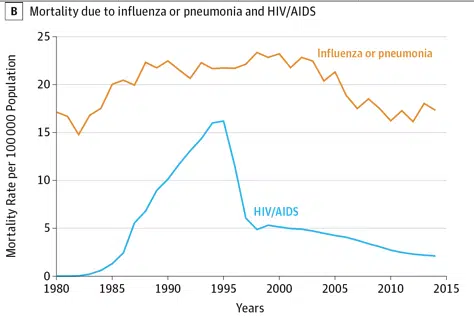 B Mortality due to influenza or pneumonia and HIV/AIDS
Mortality Rate per 100 000 Population
25
20
15
10
5
0
Influenza or pneumonia
HIV/AIDS
1980 1985 1990 1995 2000 2005 2010 2015
Years